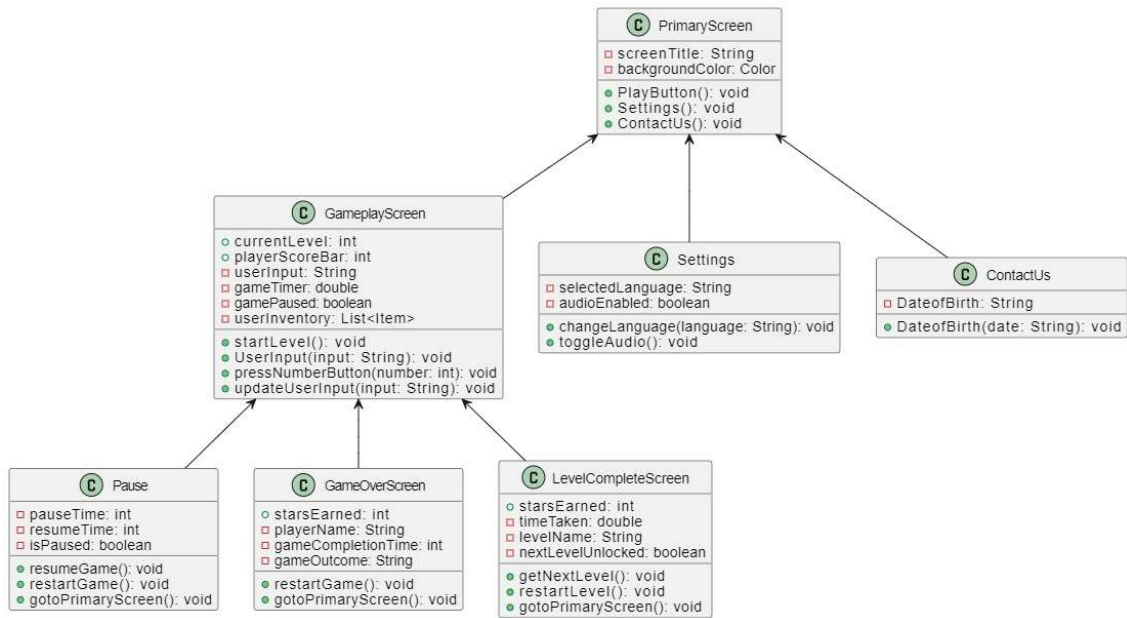 C PrimaryScreen
screenTitle: String
backgroundColor: Color
PlayButton(): void
Settings(): void
ContactUs(): void
C GameplayScreen
currentLevel: int
playerScoreBar: int
userInput: String
gameTimer: double
gamePaused: boolean
userInventory: List<Item>
startLevel(): void
UserInput(input: String): void
pressNumberButton(number: int): void
updateUserInput(input: String): void
C Settings
selectedLanguage: String
audioEnabled: boolean
changeLanguage(language: String): void
toggleAudio(): void
C ContactUs
DateofBirth: String
DateofBirth(date: String): void
C Pause
pauseTime: int
resumeTime: int
isPaused: boolean
resumeGame(): void
restartGame(): void
gotoPrimaryScreen(): void
C GameOverScreen
starsEarned: int
playerName: String
gameCompletionTime: int
gameOutcome: String
restartGame(): void
gotoPrimaryScreen(): void
C LevelCompleteScreen
starsEarned: int
timeTaken: double
levelName: String
nextLevelUnlocked: boolean
getNextLevel(): void
restartLevel(): void
gotoPrimaryScreen(): void